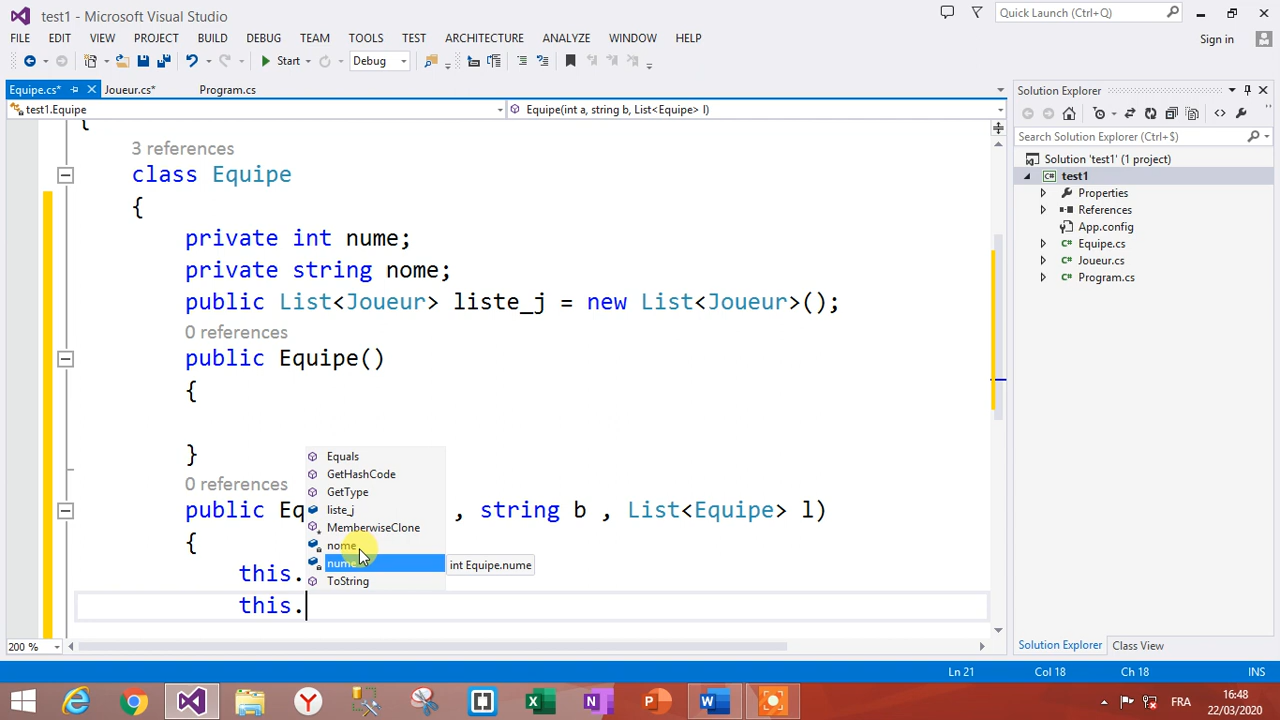 test1 - Microsoft Visual Studio
Quick Launch (Ctrl+Q)
FILE EDIT VIEW PROJECT BUILD DEBUG TEAM TOOLS TEST ARCHITECTURE ANALYZE WINDOW HELP
Sign in
Start Debug
Equipe.cs* Joueur.cs* Program.cs
test1.Equipe Equipe(int a, string b, List<Equipe> l)
{
3 references
class Equipe
{
private int nume;
private string nome;
public List<Joueur> liste_j = new List<Joueur>();
0 references
public Equipe()
{
}
0 references
public Eq , string b , List<Equipe> l)
{
this.
this.
Equals
GetHashCode
GetType
liste_j
MemberwiseClone
nome
nume
ToString
int Equipe.nume
200 %
Solution Explorer
Search Solution Explorer (Ctrl+$)
Solution 'test1' (1 project)
test1
Properties
References
App.config
Equipe.cs
Joueur.cs
Program.cs
Solution Explorer Class View
Ln 21 Col 18 Ch 18 INS
FRA
16:48
22/03/2020